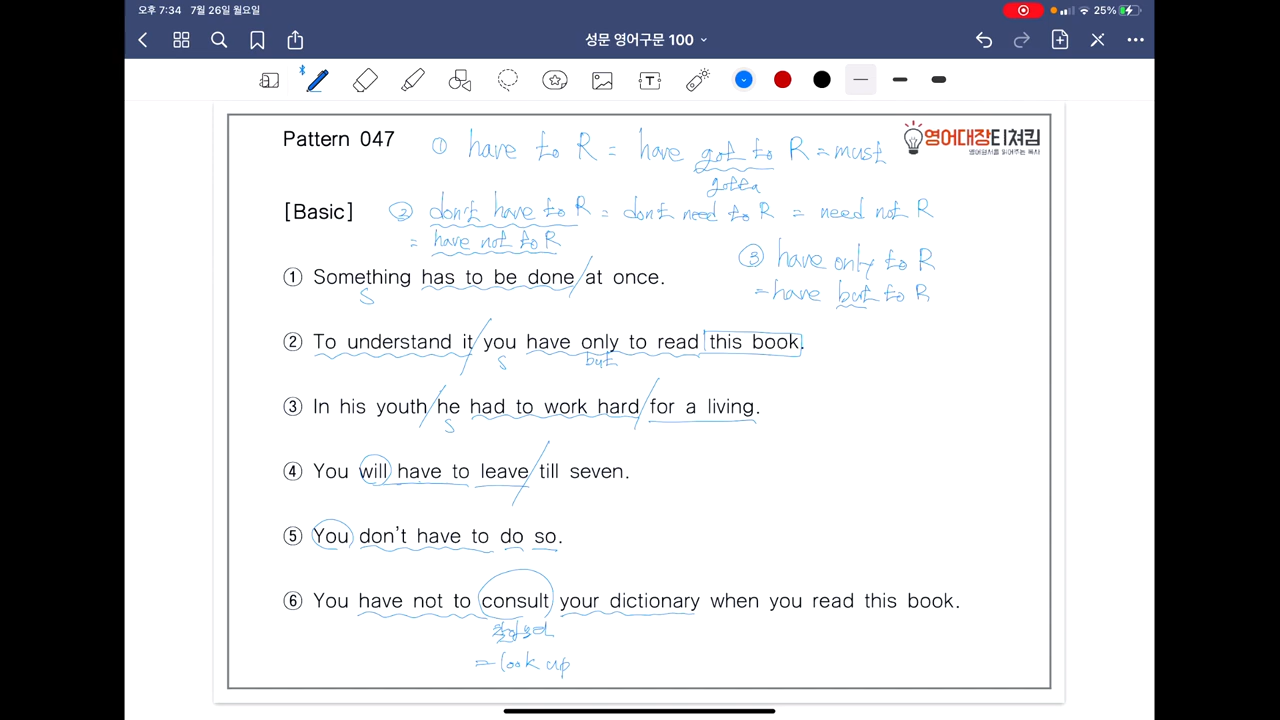 오후 7:34 7월 26일 월요일
25%
성문 영어구문 100
Pattern 047
① have to R = have got to R = must
gotta
영어대장티쳐킴
[Basic]
② don't have to R = don't need to R = need not R
= have not to R
③ have only to R
= have but to R
① Something has to be done / at once.
S
② To understand it / you have only to read this book.
S but
③ In his youth / he had to work hard / for a living.
S
④ You will have to leave / till seven.
⑤ You don't have to do so.
⑥ You have not to consult your dictionary when you read this book.
찾아보다
= look up